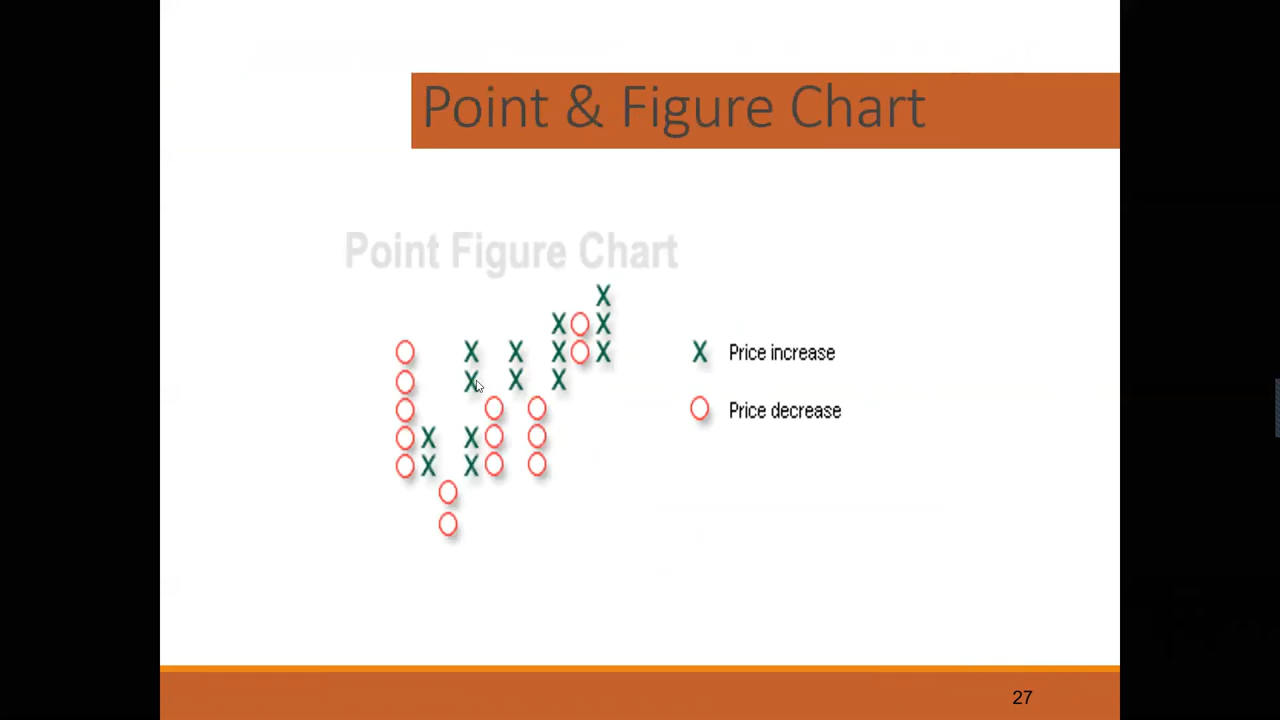 Point & Figure Chart
Point Figure Chart
X Price increase
Price decrease
27